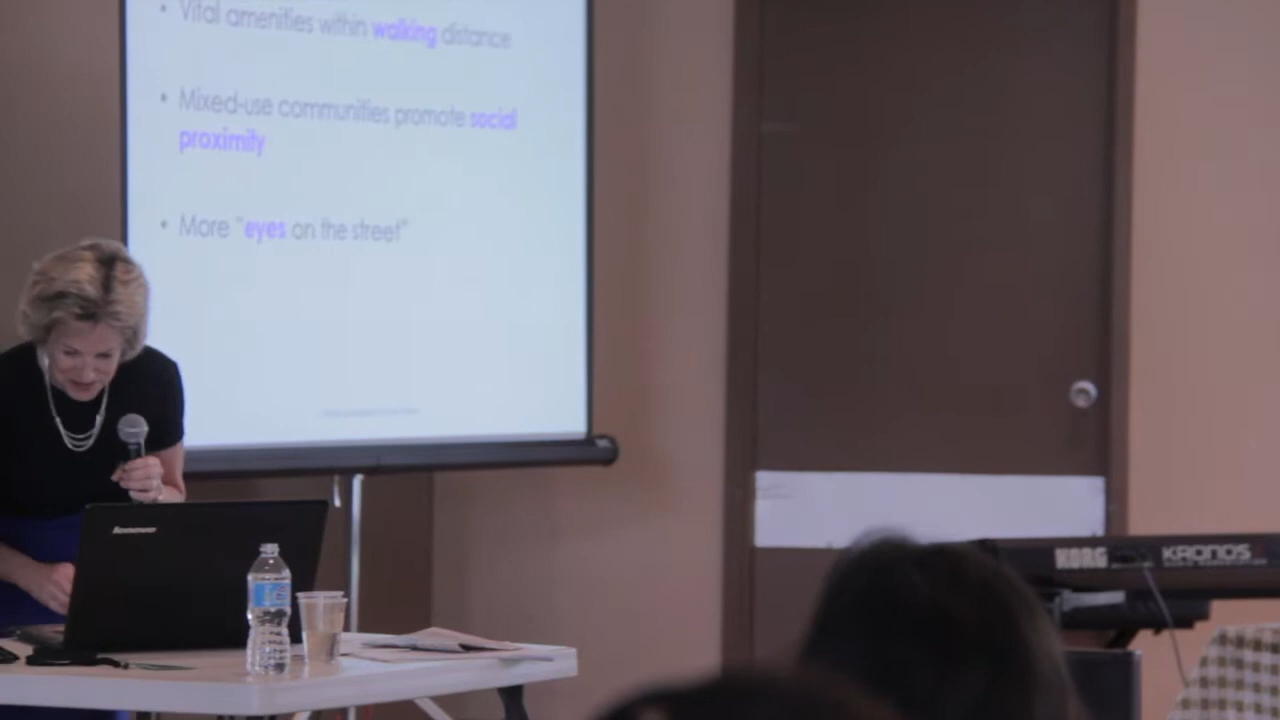 • Vital amenities within walking distance
• Mixed-use communities promote social
proximity
• More "eyes on the street"
lenovo
KORG
KRONOS